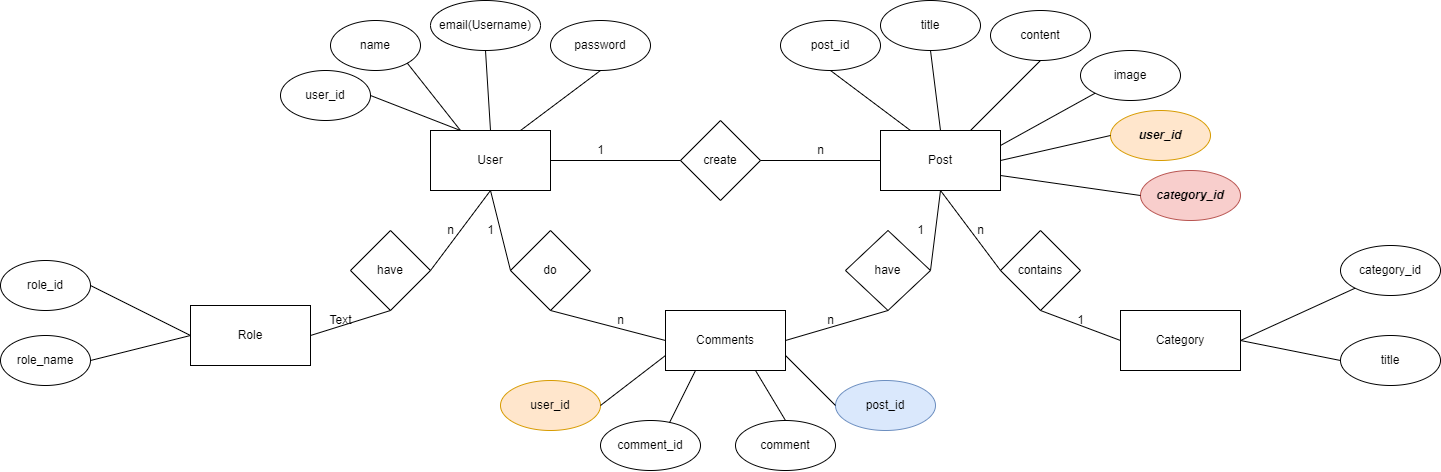 email(Username)
title
name
password
post_id
content
image
user_id
user_id
category_id
User
1
create
n
Post
n
1
1
n
have
do
have
contains
role_id
category_id
Text
n
n
1
Role
Comments
Category
role_name
title
user_id
post_id
comment_id
comment